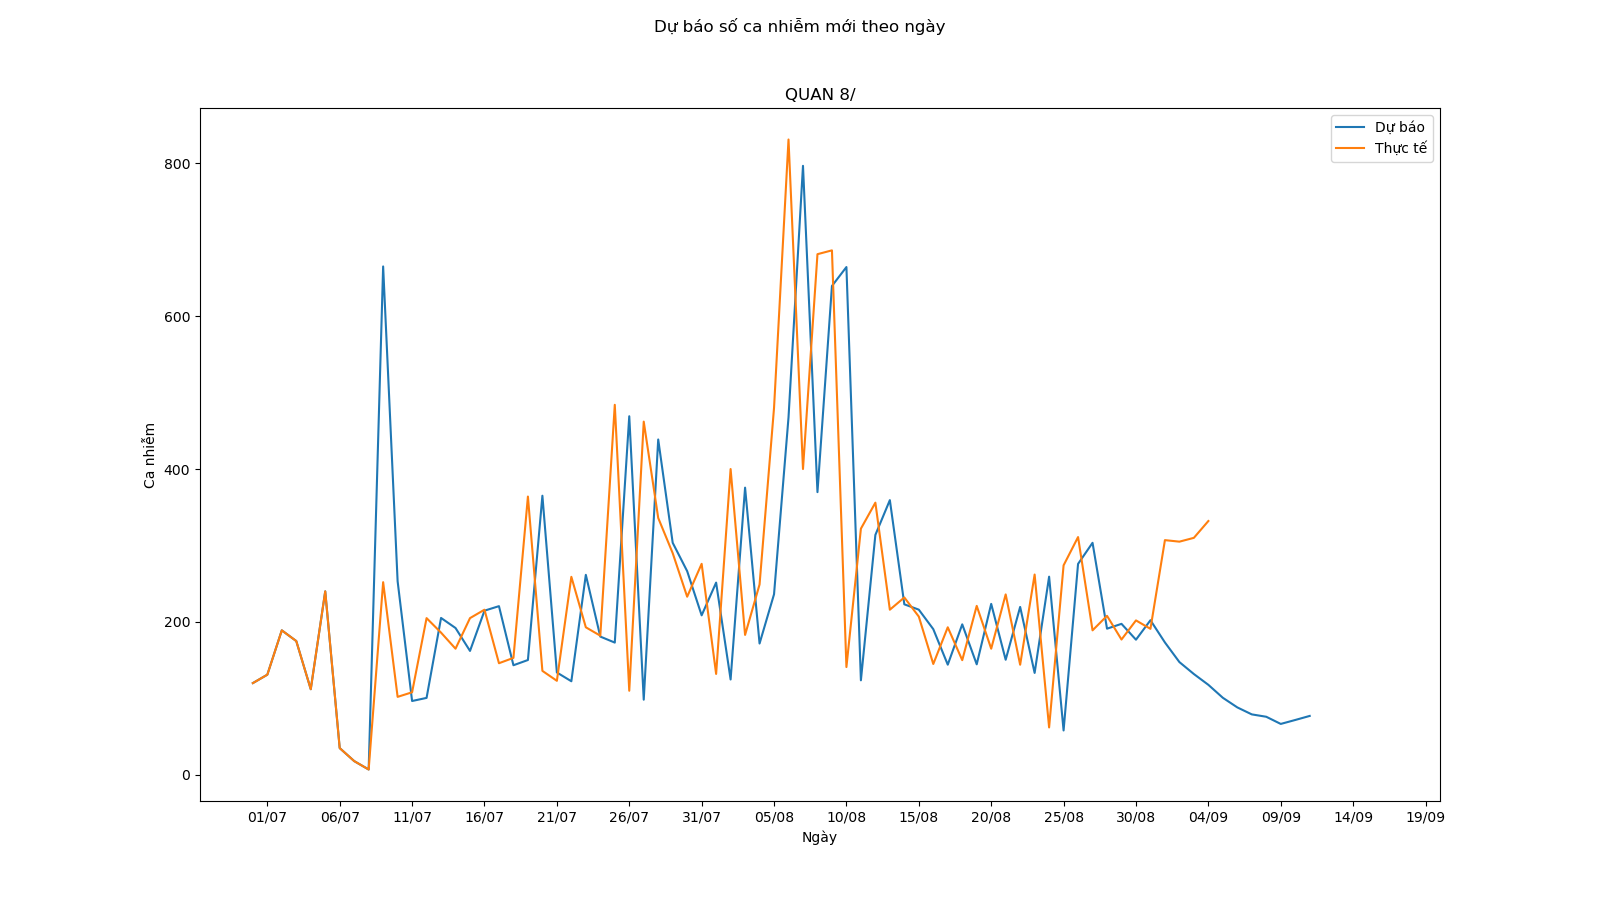 Dự báo số ca nhiễm mới theo ngày
QUAN 8/
Dự báo
Thực tế
800
600
400
200
0
Ca nhiễm
01/07 06/07 11/07 16/07 21/07 26/07 31/07 05/08 10/08 15/08 20/08 25/08 30/08 04/09 09/09 14/09 19/09
Ngày